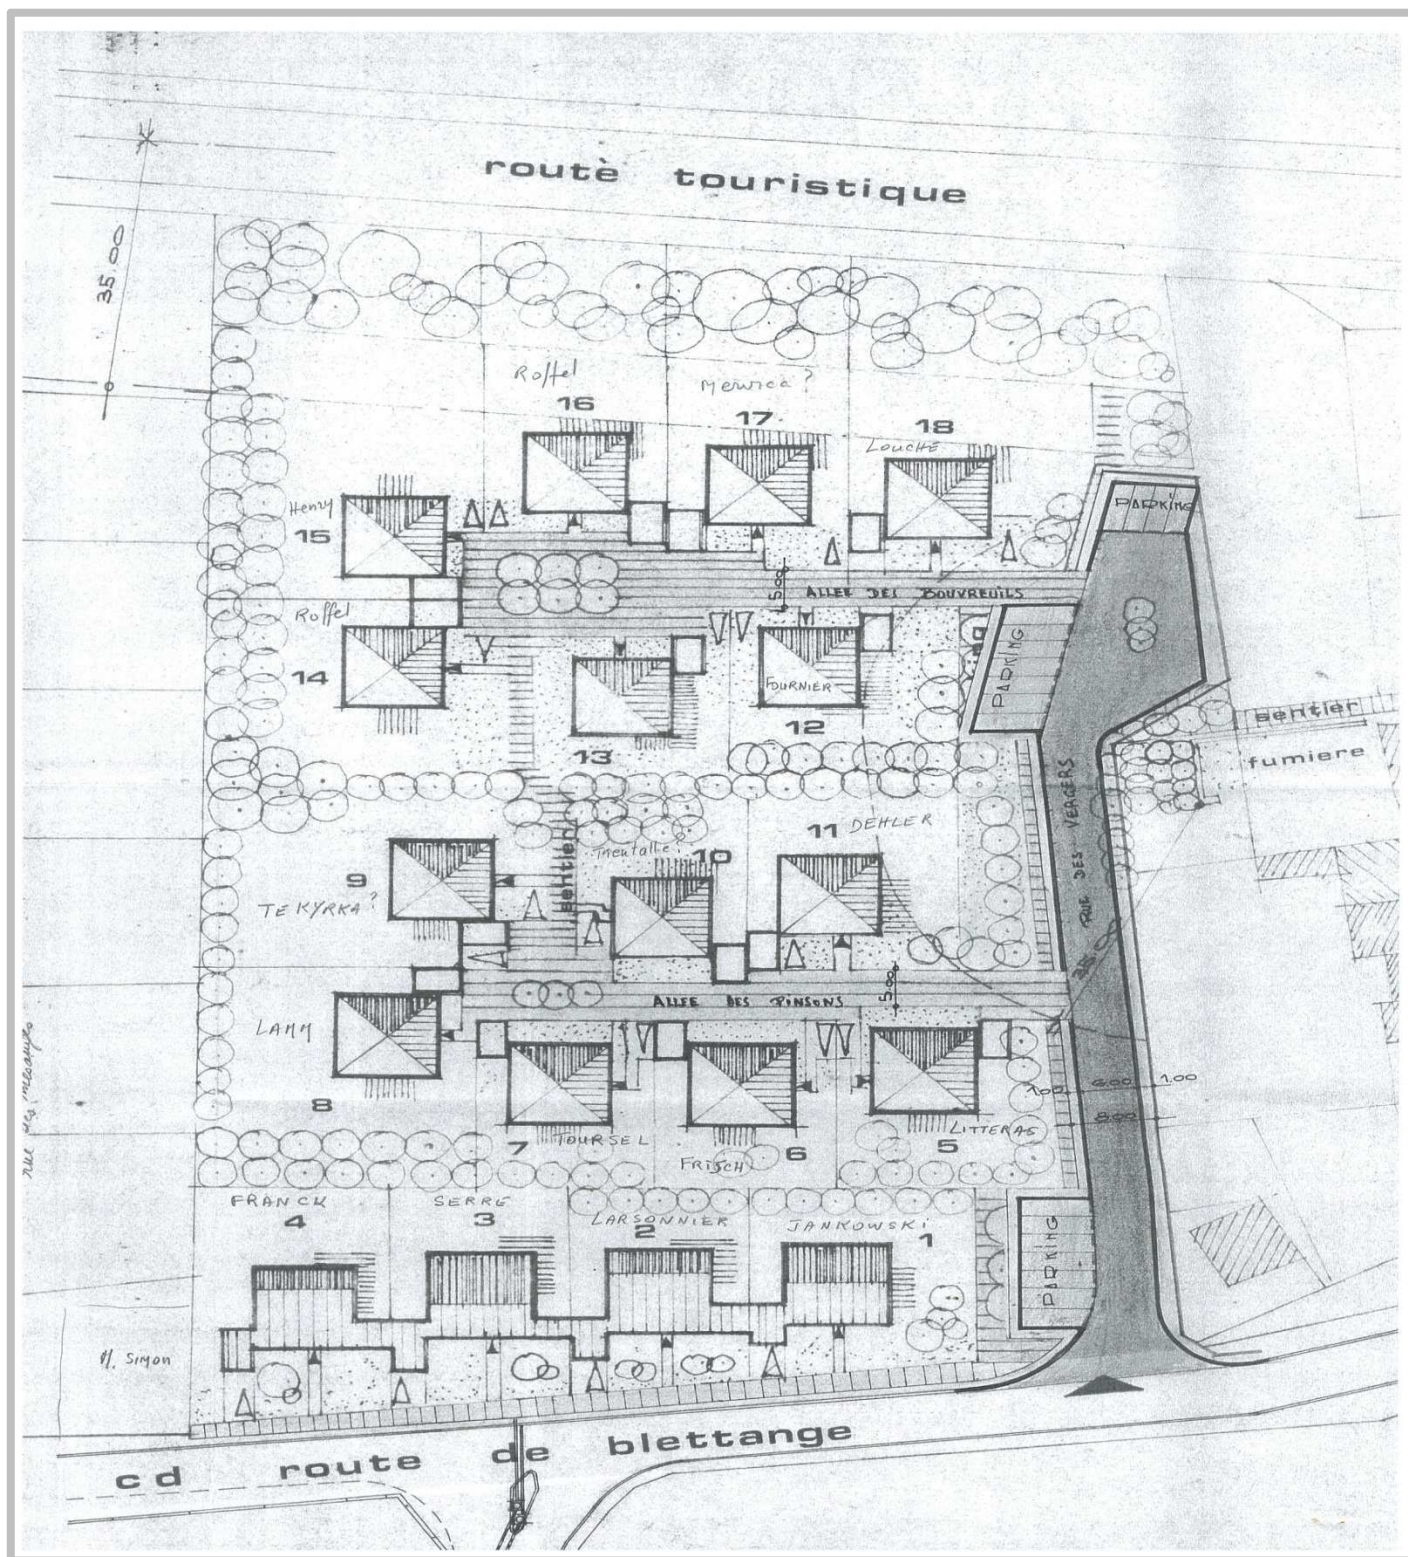 routè touristique
35.00
Roffel
16
Merwica ?
17
18
LOUCHE
PARKING
Henry
15
5.00
ALLEE DES BOUVREUILS
Roffel
14
PARKING
FOURNIER
12
13
sentier
fumiere
RUE DES VERGERS
11 DEHLER
10
9
sentier
TEKYRKA ?
ALLEE DES PINSONS
5.00
LAMM
8
rue des mésanges
7
TOURSEL
6
FRISCH
5
LITTERAS
1.00 6.00 1.00
8.00
FRANCK
4
SERRE
3
LARSONNIER
2
JANKOWSKI
1
PARKING
M. SIMON
cd route de blettange